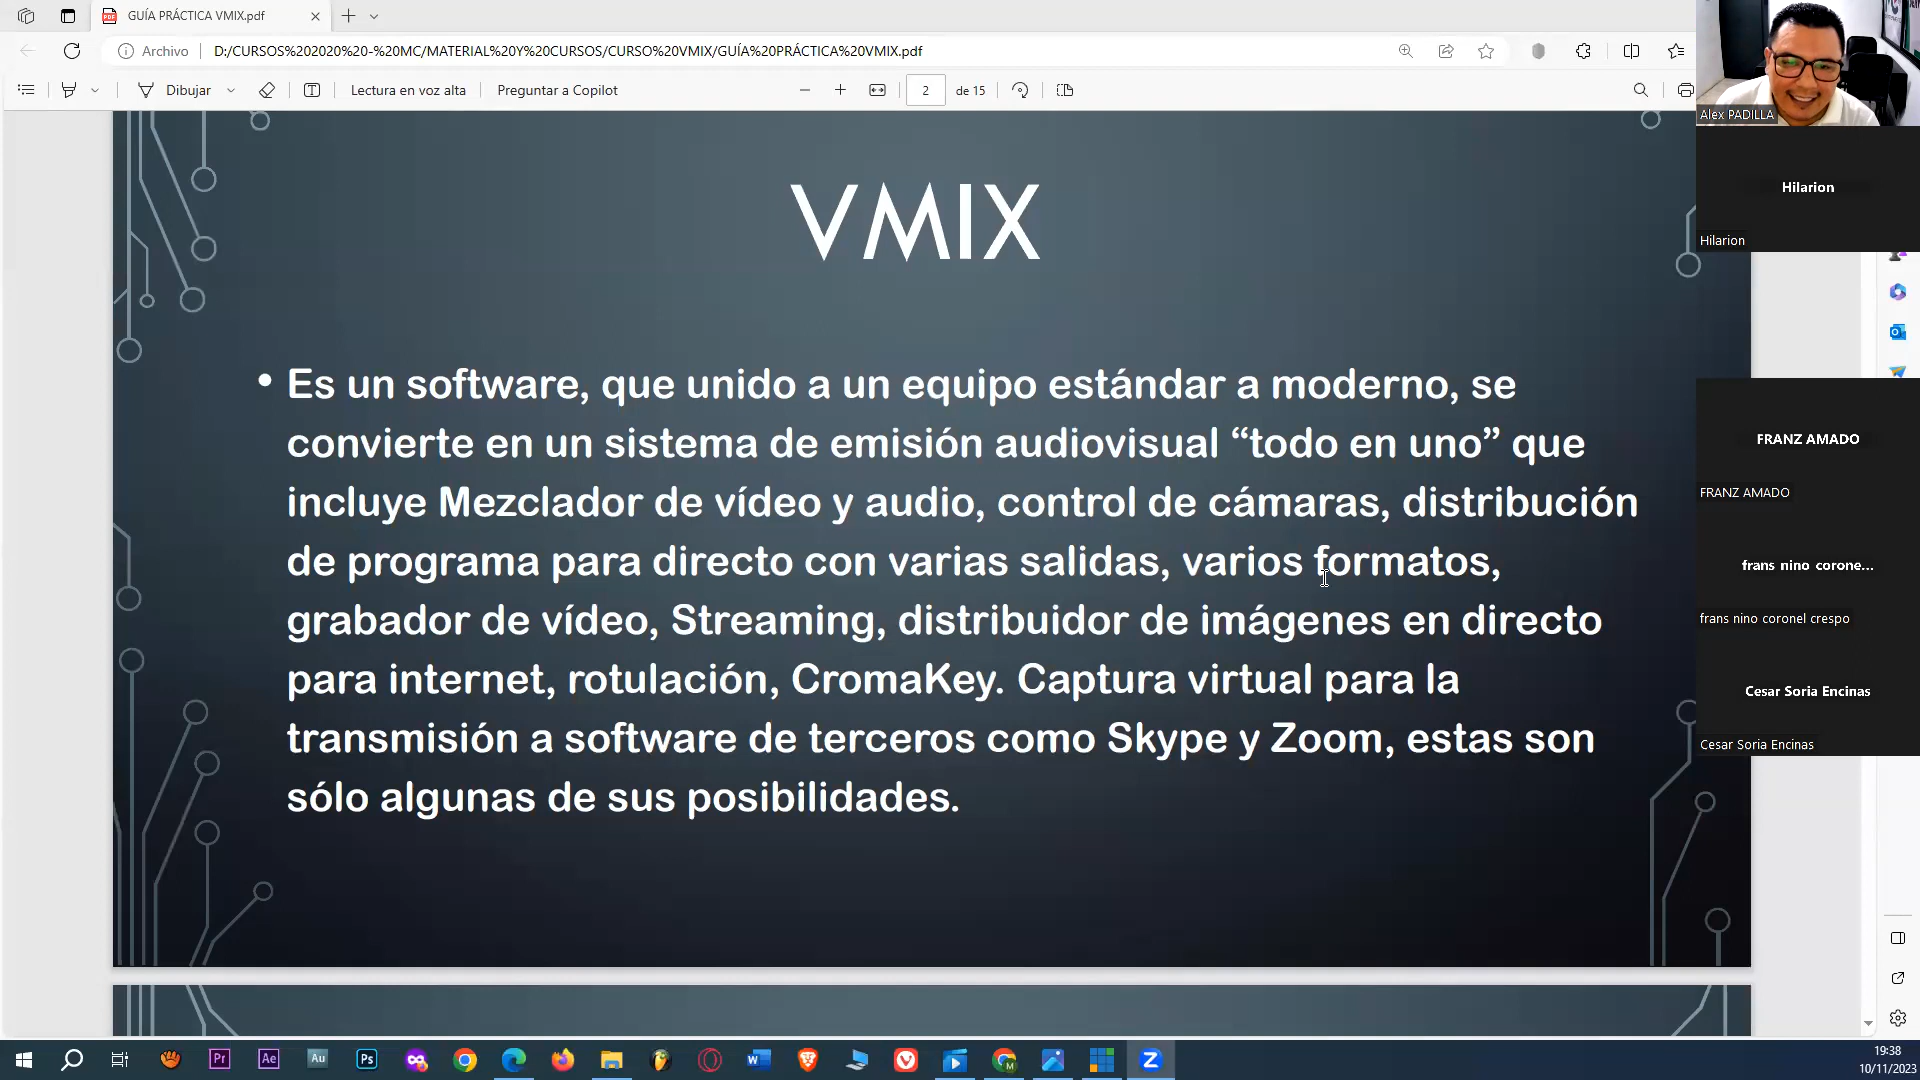 GUÍA PRÁCTICA VMIX.pdf
Archivo
D:/CURSOS%202020%20-%20MC/MATERIAL%20Y%20CURSOS/CURSO%20VMIX/GUÍA%20PRÁCTICA%20VMIX.pdf
Dibujar
Lectura en voz alta
Preguntar a Copilot
2
de 15
VMIX
• Es un software, que unido a un equipo estándar a moderno, se
convierte en un sistema de emisión audiovisual “todo en uno” que
incluye Mezclador de vídeo y audio, control de cámaras, distribución
de programa para directo con varias salidas, varios formatos,
grabador de vídeo, Streaming, distribuidor de imágenes en directo
para internet, rotulación, CromaKey. Captura virtual para la
transmisión a software de terceros como Skype y Zoom, estas son
sólo algunas de sus posibilidades.
Alex PADILLA
Hilarion
Hilarion
FRANZ AMADO
FRANZ AMADO
frans nino corone...
frans nino coronel crespo
Cesar Soria Encinas
Cesar Soria Encinas
Pr
Ae
Au
Ps
19:38
10/11/2023